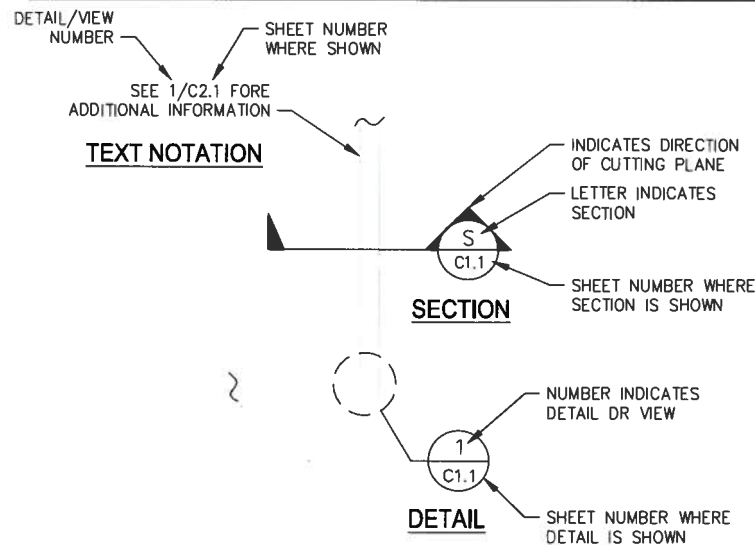 DETAIL/VIEW
NUMBER
SHEET NUMBER
WHERE SHOWN
SEE 1/C2.1 FORE
ADDITIONAL INFORMATION
TEXT NOTATION
INDICATES DIRECTION
OF CUTTING PLANE
LETTER INDICATES
SECTION
S
C1.1
SHEET NUMBER WHERE
SECTION IS SHOWN
SECTION
NUMBER INDICATES
DETAIL DR VIEW
1
C1.1
SHEET NUMBER WHERE
DETAIL IS SHOWN
DETAIL